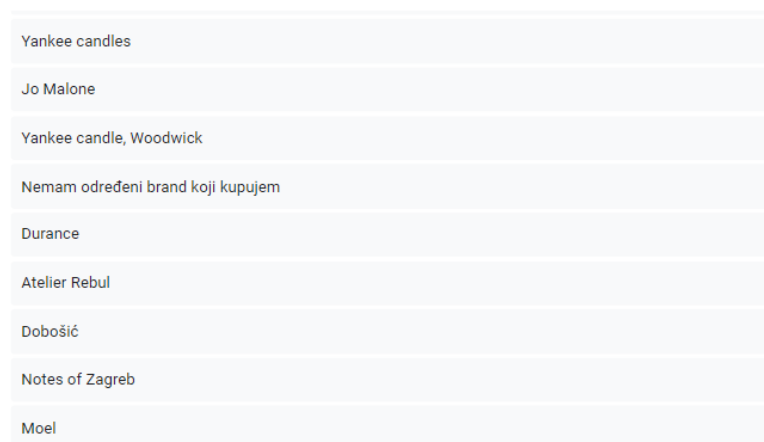 Yankee candles
Jo Malone
Yankee candle, Woodwick
Nemam određeni brand koji kupujem
Durance
Atelier Rebul
Dobošić
Notes of Zagreb
Moel